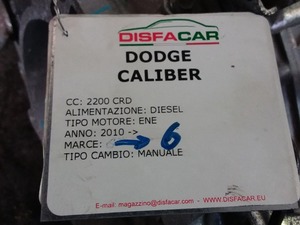 DISFACAR
DODGE
CALIBER
CC: 2200 CRD
ALIMENTAZIONE: DIESEL
TIPO MOTORE: ENE
ANNO: 2010 ->
MARCE: → 6
TIPO CAMBIO: MANUALE
E-mail: magazzino@disfacar.com
WWW.DISFACAR.EU